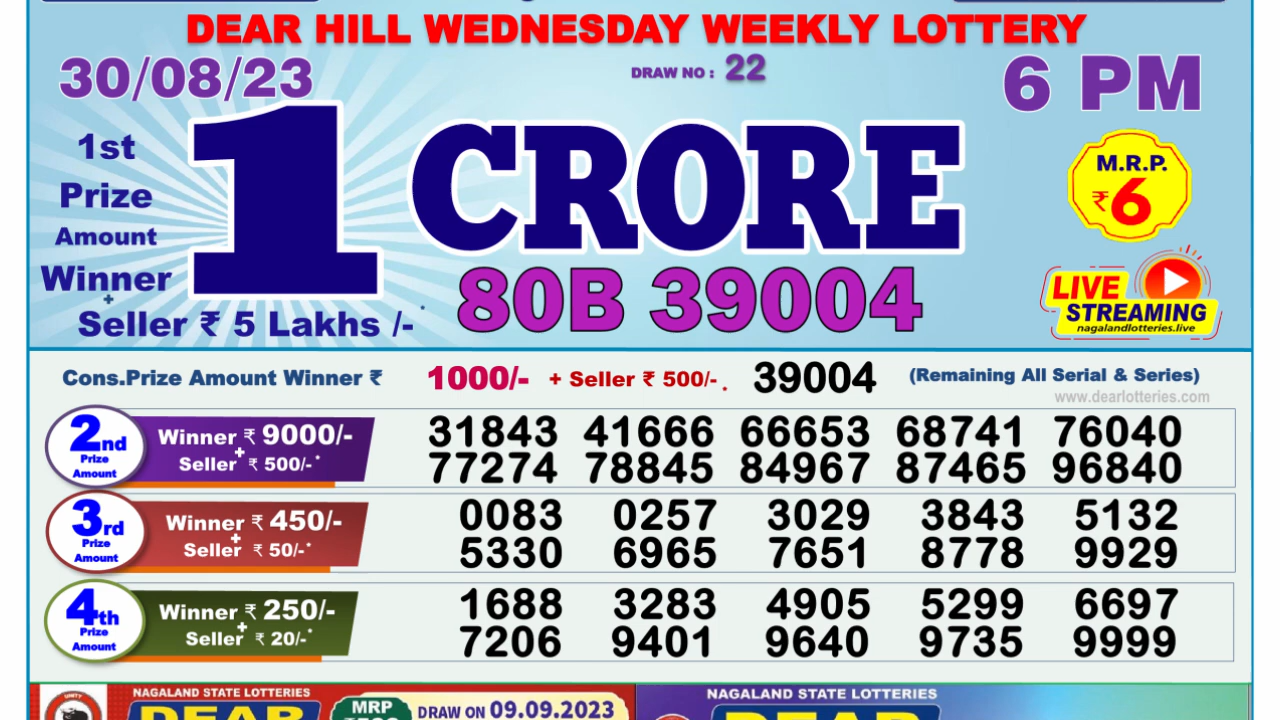 DEAR HILL WEDNESDAY WEEKLY LOTTERY
30/08/23
DRAW NO : 22
6 PM
1st
Prize
Amount
Winner
+
Seller ₹ 5 Lakhs /-
1 CRORE
80B 39004
M.R.P.
₹6
LIVE
STREAMING
nagalandlotteries.live
Cons.Prize Amount Winner ₹ 1000/- + Seller ₹ 500/-. 39004 (Remaining All Serial & Series)
www.dearlotteries.com
2nd
Prize
Amount
Winner ₹ 9000/-
+
Seller ₹ 500/-*
31843 41666 66653 68741 76040
77274 78845 84967 87465 96840
3rd
Prize
Amount
Winner ₹ 450/-
+
Seller ₹ 50/-*
0083 0257 3029 3843 5132
5330 6965 7651 8778 9929
4th
Prize
Amount
Winner ₹ 250/-
+
Seller ₹ 20/-*
1688 3283 4905 5299 6697
7206 9401 9640 9735 9999
UNITY
NAGALAND STATE LOTTERIES
DEAR
MRP
DRAW ON 09.09.2023
NAGALAND STATE LOTTERIES
DEAR